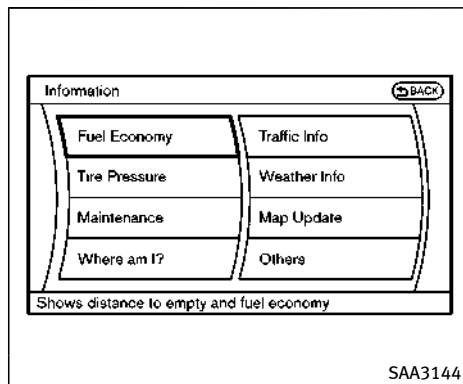 Information
BACK
Fuel Economy
Traffic Info
Tire Pressure
Weather Info
Maintenance
Map Update
Where am I?
Others
Shows distance to empty and fuel economy
SAA3144